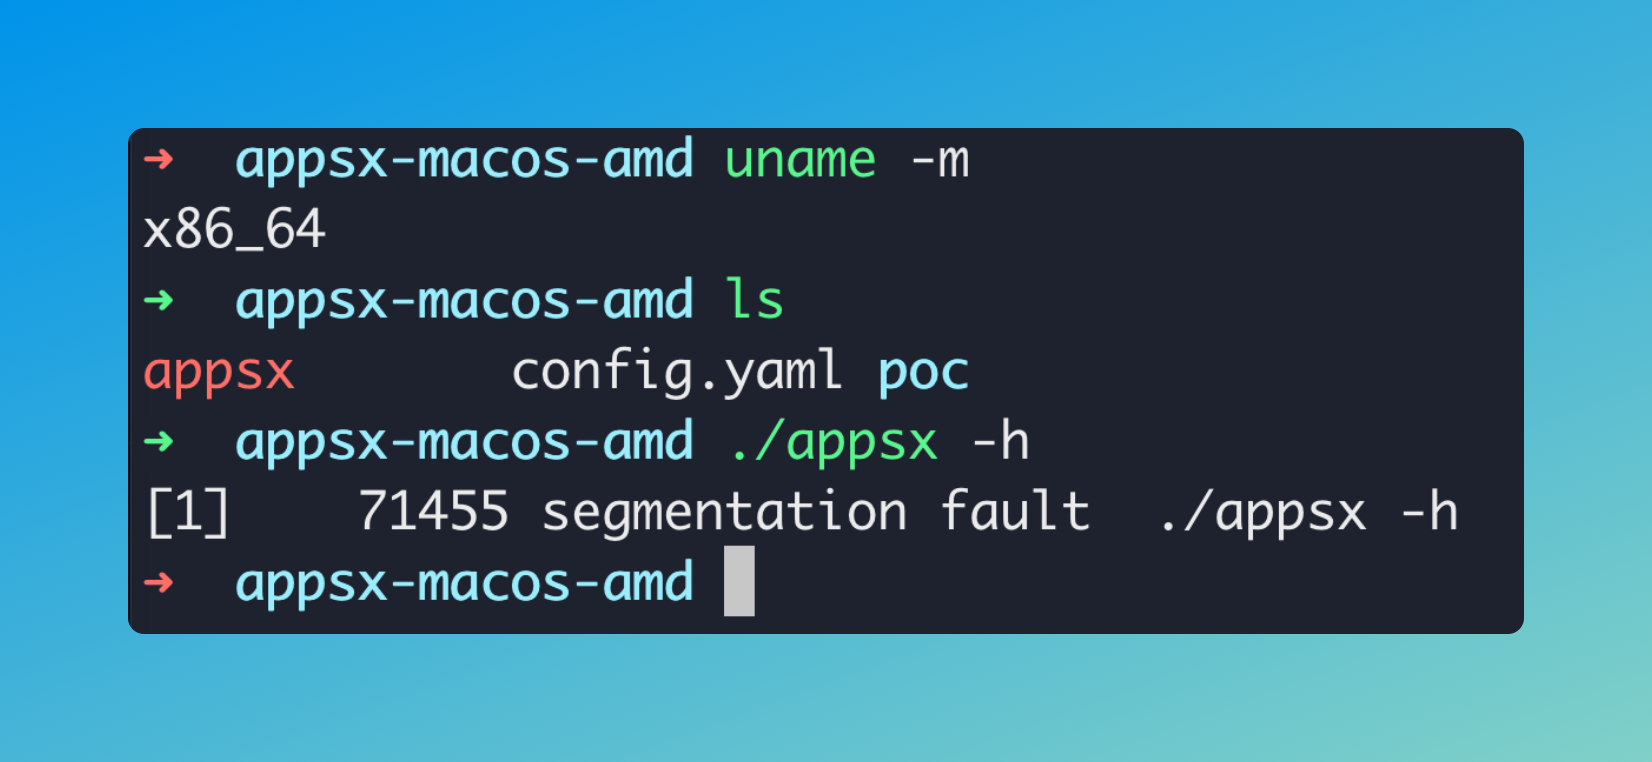 ➜  appsx-macos-amd uname -m
x86_64
➜  appsx-macos-amd ls
appsx       config.yaml poc
➜  appsx-macos-amd ./appsx -h
[1]    71455 segmentation fault  ./appsx -h
➜  appsx-macos-amd